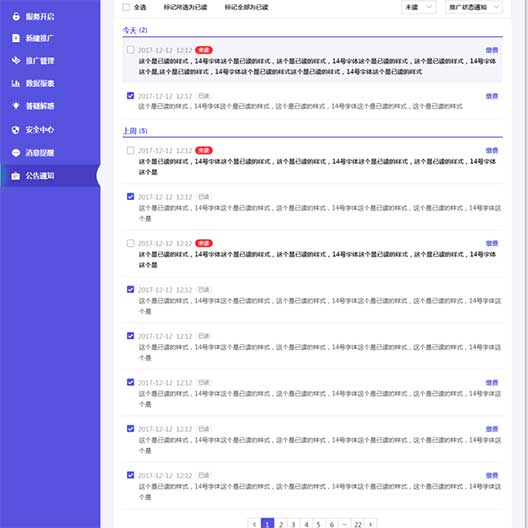 服务开启
新建推广
推广管理
数据报表
答疑解惑
安全中心
消息提醒
公告通知
全选 标记所选为已读 标记全部为已读 未读 推广状态通知
今天 (2)
2017-12-12 12:12 未读 缴费
这个是已读的样式，14号字体这个是已读的样式，这个是已读的样式，14号字体这个是已读的样式，这个是已读的样式，14号字体
这个是,这个是已读的样式，14号字体这个是已读的样式这个是已读的样式，14号字体这个是已读的样式
2017-12-12 12:12 已读 缴费
这个是已读的样式，14号字体这个是已读的样式，这个是已读的样式，14号字体这个是已读的样式，这个是已读的样式
上周 (5)
2017-12-12 12:12 未读 缴费
这个是已读的样式，14号字体这个是已读的样式，这个是已读的样式，14号字体这个是已读的样式，这个是已读的样式，14号字体
这个是
2017-12-12 12:12 已读
这个是已读的样式，14号字体这个是已读的样式，这个是已读的样式，14号字体这个是已读的样式，这个是已读的样式，14号字体这
个是
2017-12-12 12:12 未读 缴费
这个是已读的样式，14号字体这个是已读的样式，这个是已读的样式，14号字体这个是已读的样式，这个是已读的样式，14号字体
这个是
2017-12-12 12:12 已读
这个是已读的样式，14号字体这个是已读的样式，这个是已读的样式，14号字体这个是已读的样式，这个是已读的样式，14号字体这
个是
2017-12-12 12:12 已读
这个是已读的样式，14号字体这个是已读的样式，这个是已读的样式，14号字体这个是已读的样式，这个是已读的样式，14号字体这
个是
2017-12-12 12:12 已读 缴费
这个是已读的样式，14号字体这个是已读的样式，这个是已读的样式，14号字体这个是已读的样式，这个是已读的样式，14号字体这
个是
2017-12-12 12:12 已读 缴费
这个是已读的样式，14号字体这个是已读的样式，这个是已读的样式，14号字体这个是已读的样式，这个是已读的样式，14号字体这
个是
2017-12-12 12:12 已读 缴费
这个是已读的样式，14号字体这个是已读的样式，这个是已读的样式，14号字体这个是已读的样式，这个是已读的样式，14号字体这
个是
< 1 2 3 4 5 6 ··· 22 >